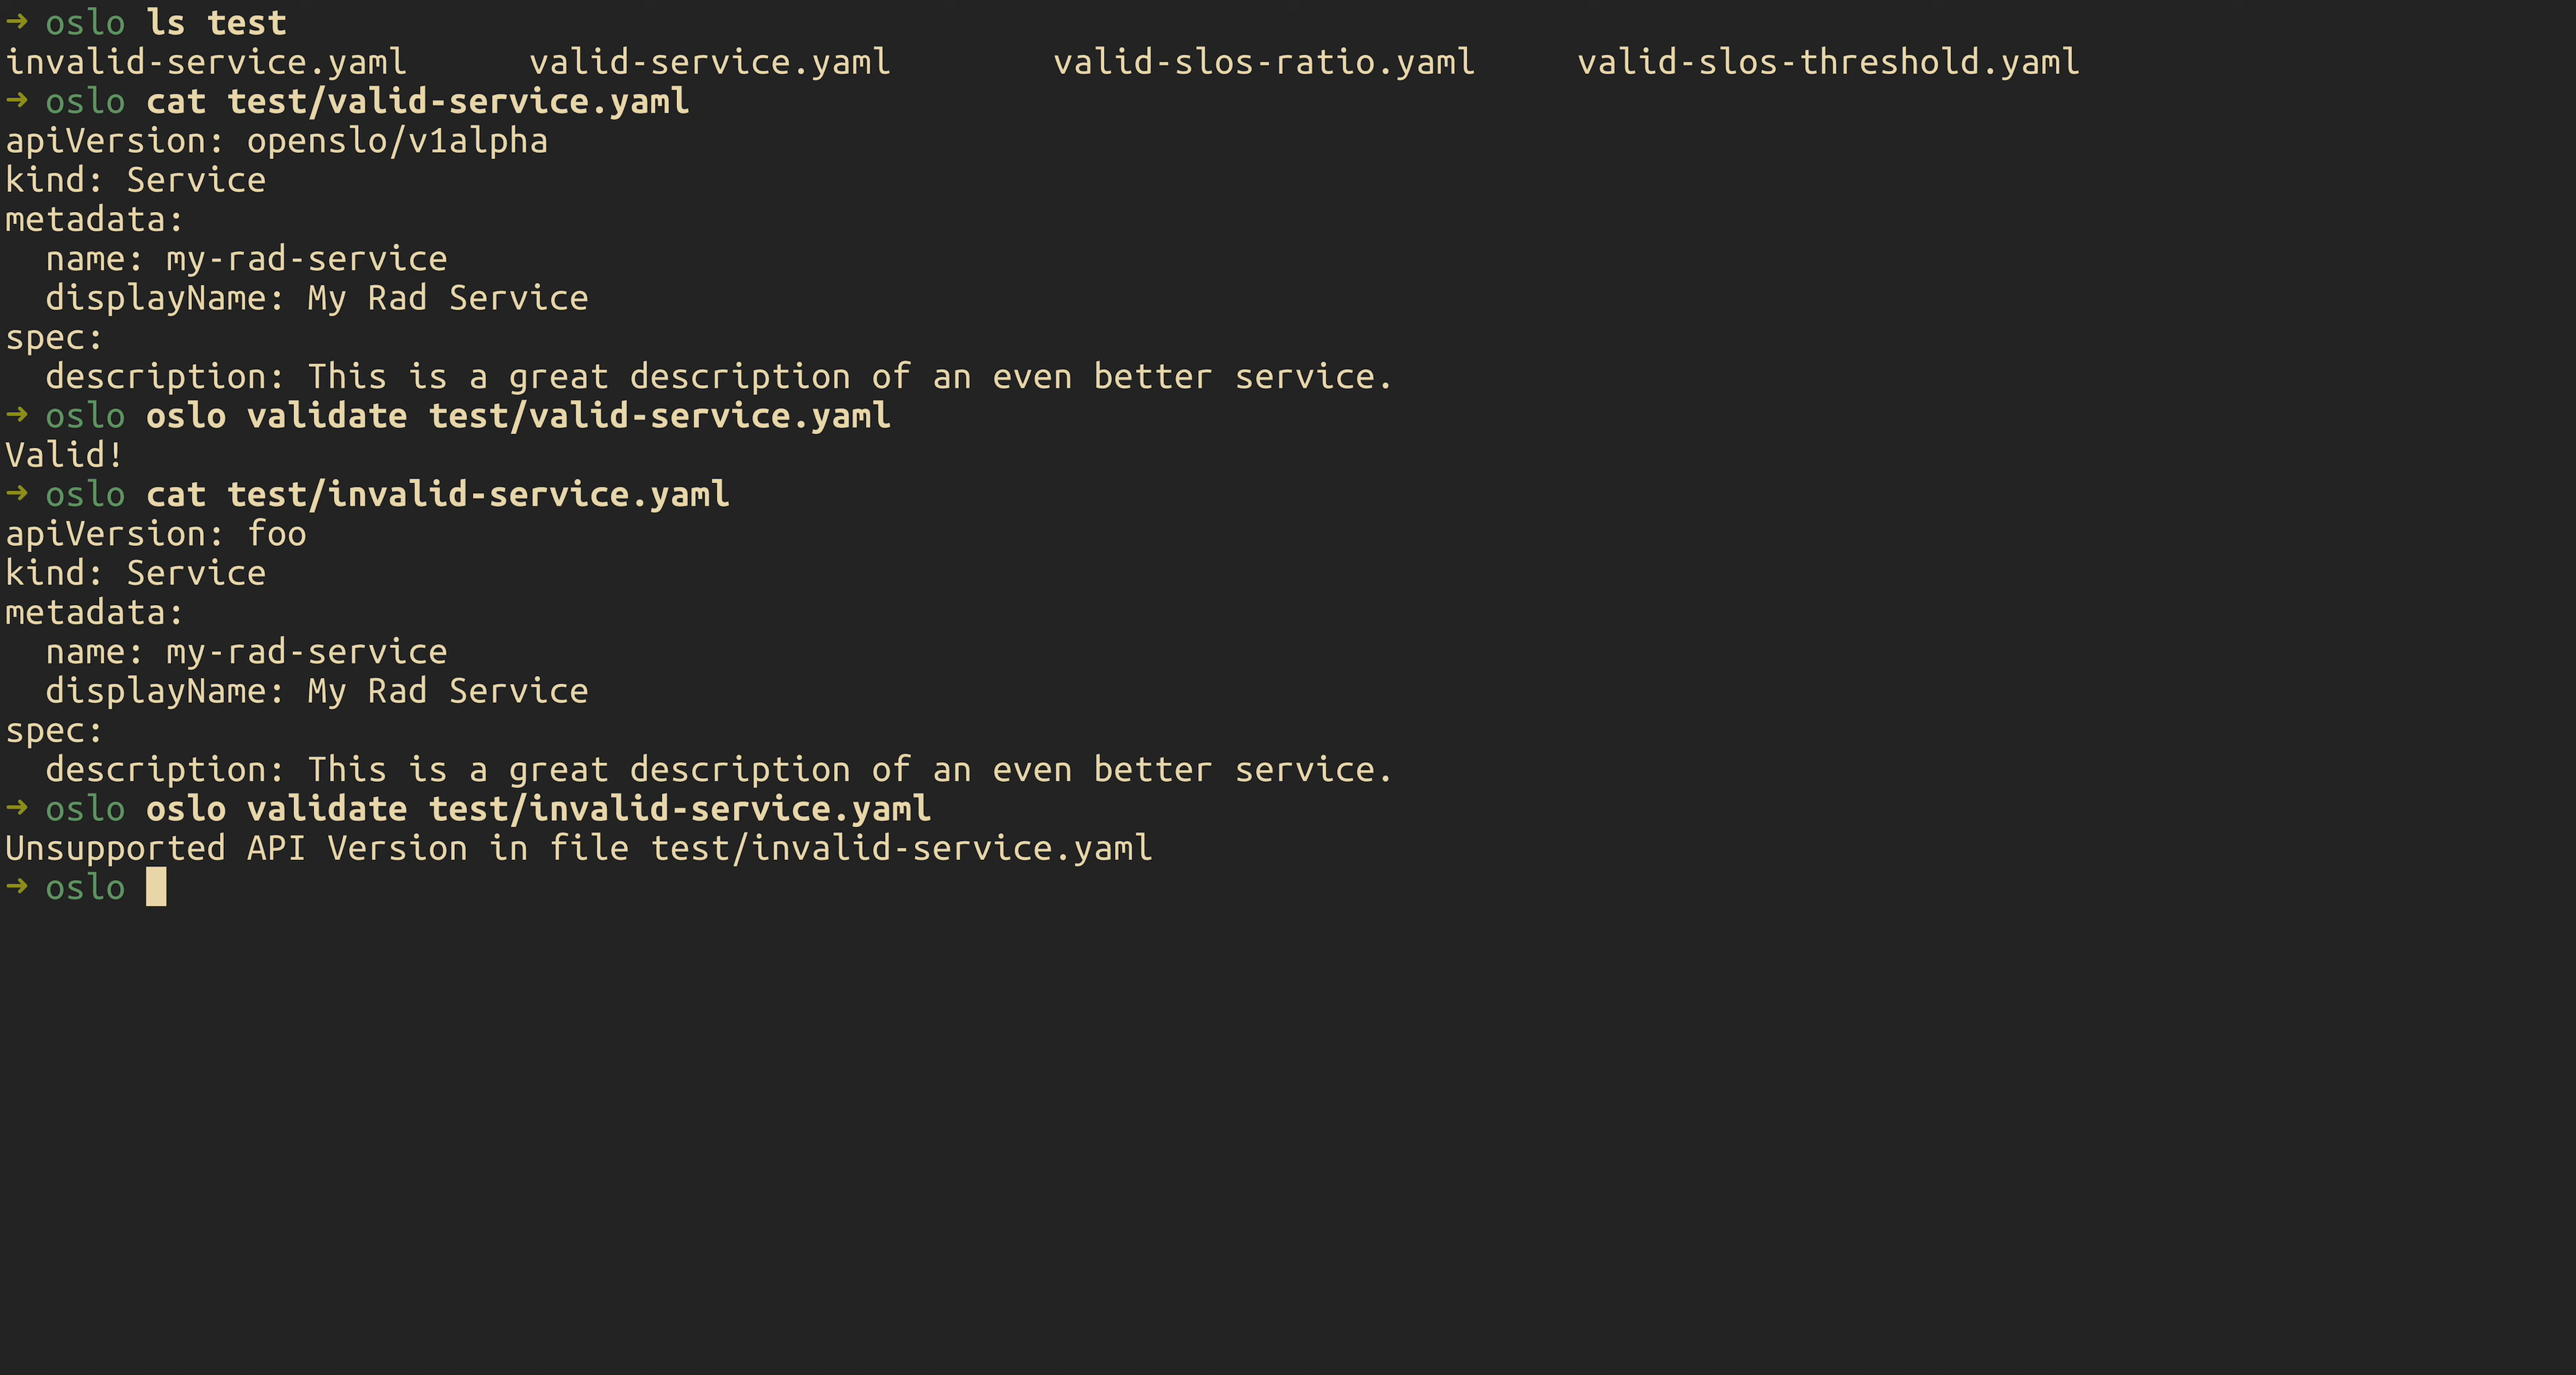 ➜ oslo ls test
invalid-service.yaml      valid-service.yaml        valid-slos-ratio.yaml     valid-slos-threshold.yaml
➜ oslo cat test/valid-service.yaml
apiVersion: openslo/v1alpha
kind: Service
metadata:
  name: my-rad-service
  displayName: My Rad Service
spec:
  description: This is a great description of an even better service.
➜ oslo oslo validate test/valid-service.yaml
Valid!
➜ oslo cat test/invalid-service.yaml
apiVersion: foo
kind: Service
metadata:
  name: my-rad-service
  displayName: My Rad Service
spec:
  description: This is a great description of an even better service.
➜ oslo oslo validate test/invalid-service.yaml
Unsupported API Version in file test/invalid-service.yaml
➜ oslo